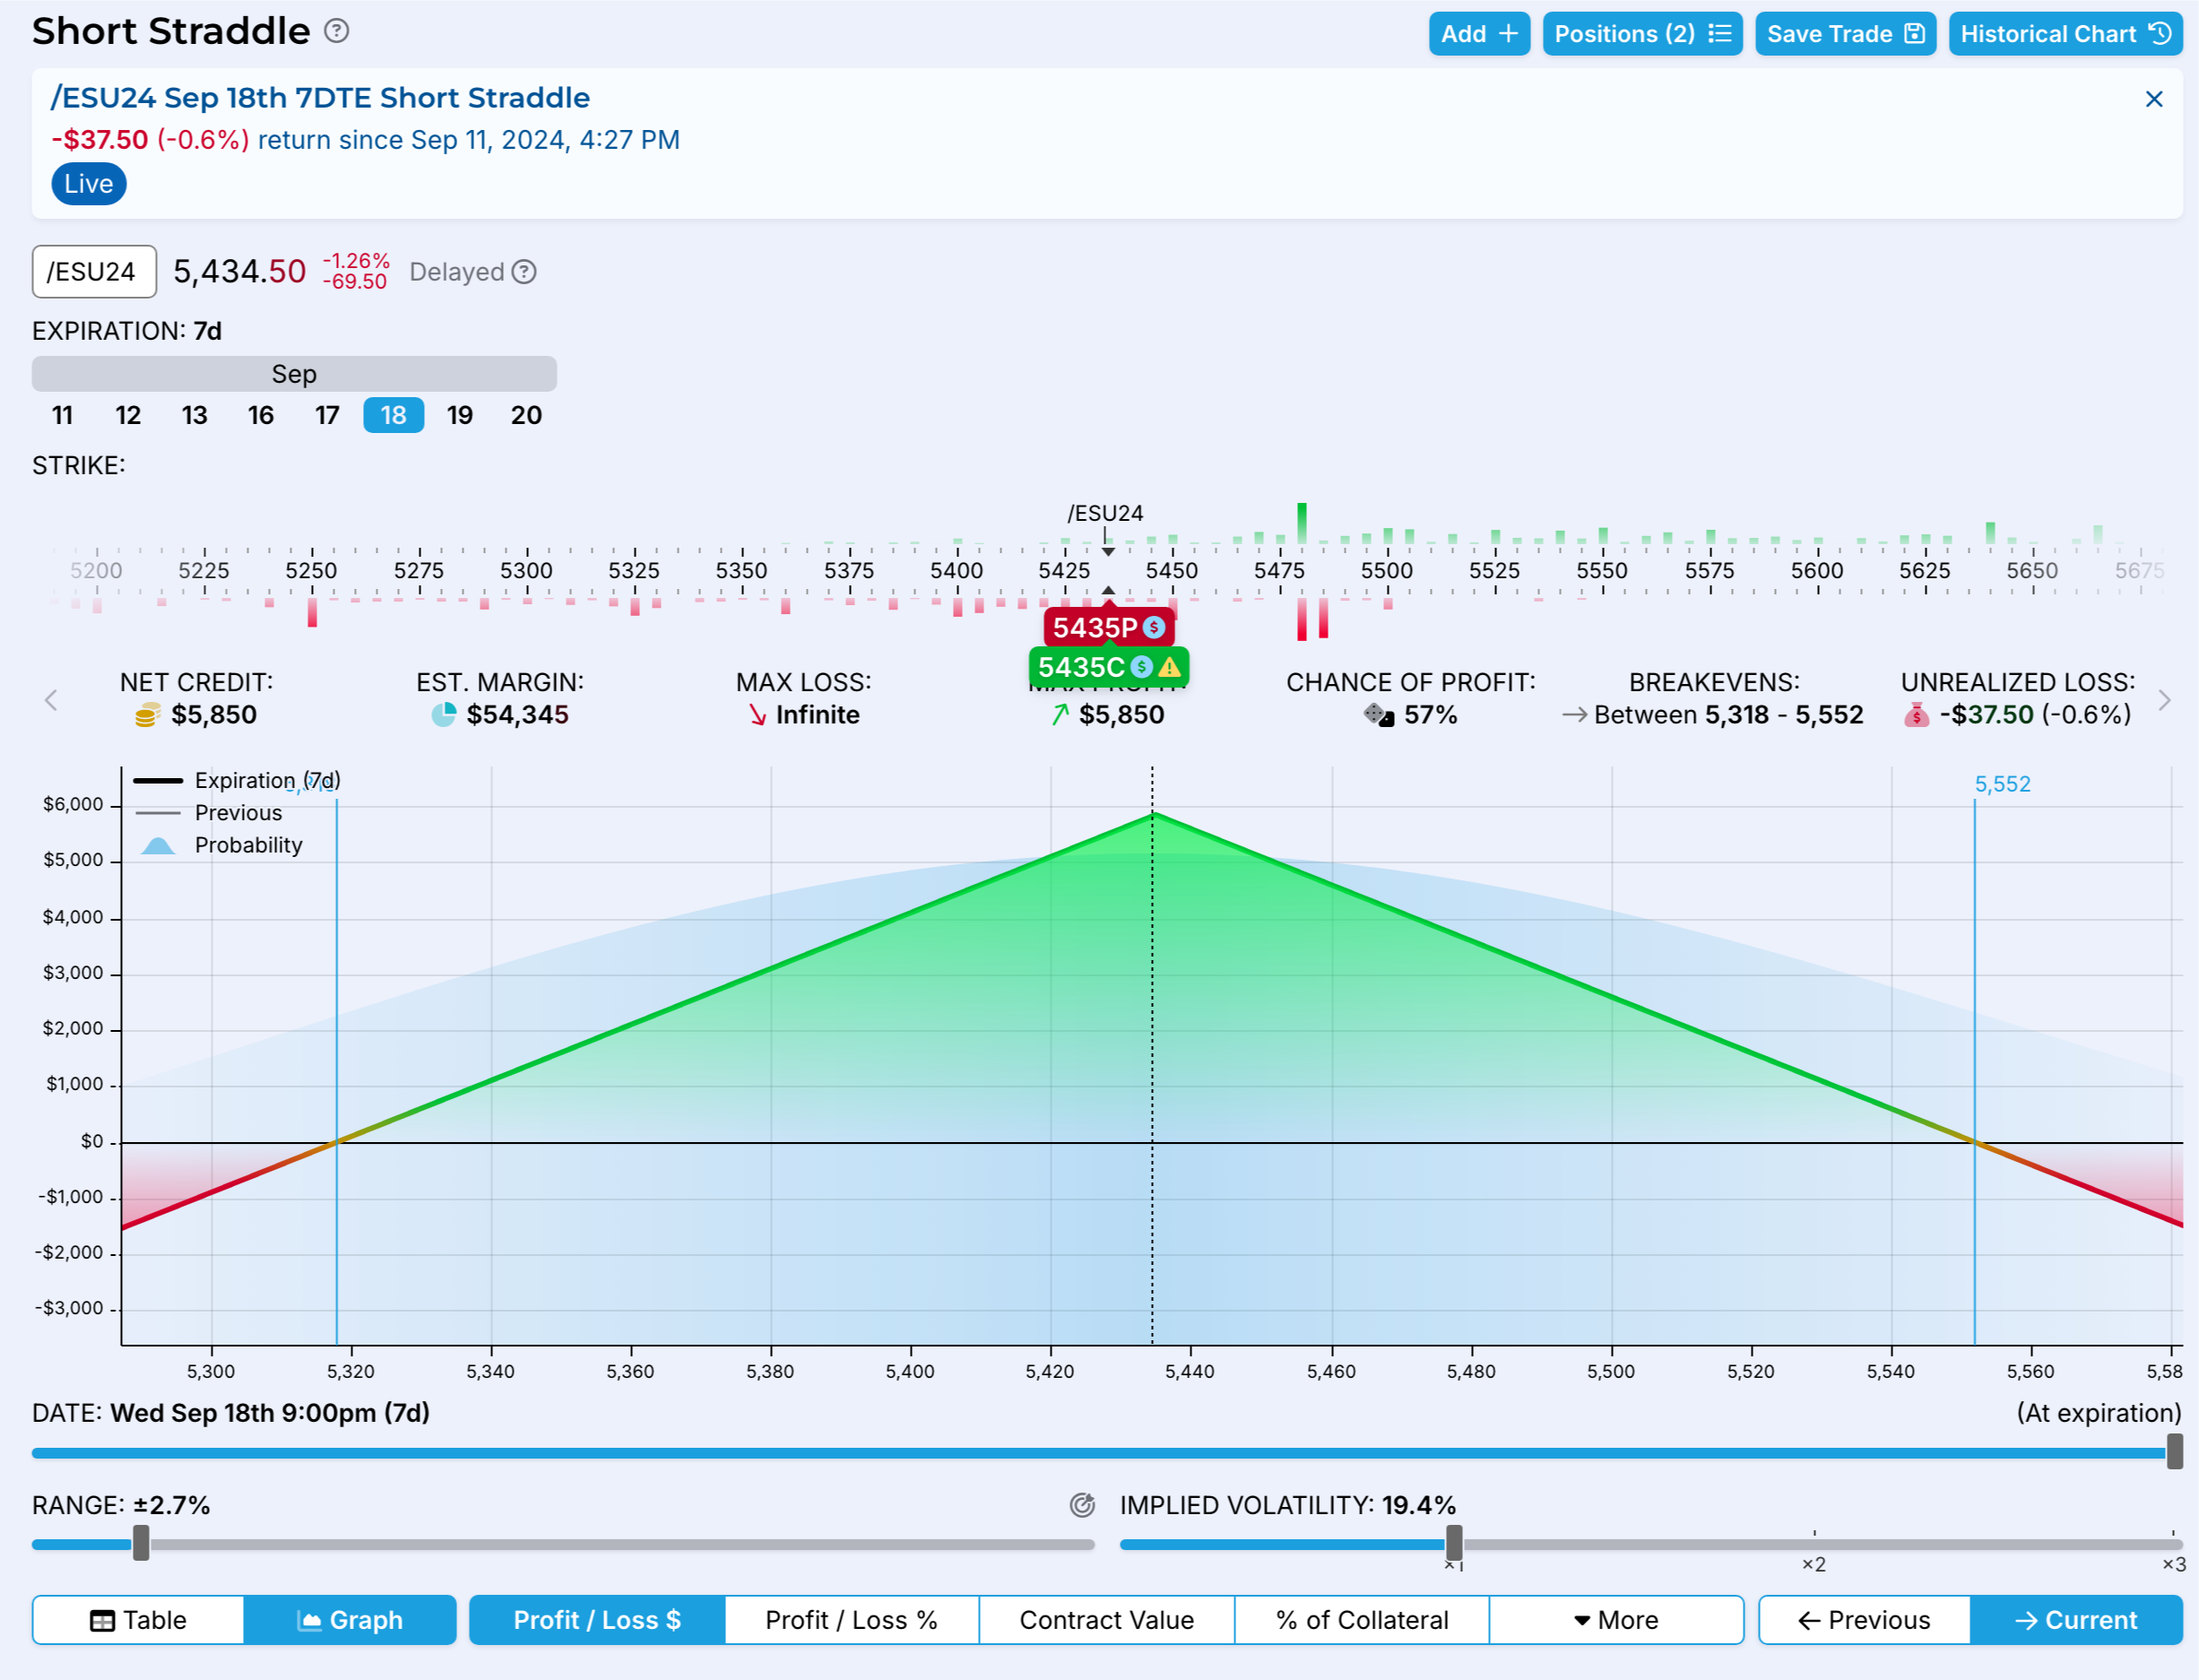 Short Straddle
Add
Positions (2)
Save Trade
Historical Chart
/ESU24 Sep 18th 7DTE Short Straddle
-$37.50 (-0.6%) return since Sep 11, 2024, 4:27 PM
Live
/ESU24 5,434.50 -1.26% -69.50 Delayed
EXPIRATION: 7d
Sep
11 12 13 16 17 18 19 20
STRIKE:
/ESU24
5200 5225 5250 5275 5300 5325 5350 5375 5400 5425 5450 5475 5500 5525 5550 5575 5600 5625 5650 5675
5435P
5435C
NET CREDIT: EST. MARGIN: MAX LOSS: MAX PROFIT: CHANCE OF PROFIT: BREAKEVENS: UNREALIZED LOSS:
$5,850 $54,345 Infinite $5,850 57% Between 5,318 - 5,552 -$37.50 (-0.6%)
Expiration (7d)
Previous
Probability
5,552
$6,000
$5,000
$4,000
$3,000
$2,000
$1,000
$0
-$1,000
-$2,000
-$3,000
5,300 5,320 5,340 5,360 5,380 5,400 5,420 5,440 5,460 5,480 5,500 5,520 5,540 5,560 5,58
DATE: Wed Sep 18th 9:00pm (7d) (At expiration)
RANGE: ±2.7% IMPLIED VOLATILITY: 19.4%
×1 ×2 ×3
Table Graph Profit / Loss $ Profit / Loss % Contract Value % of Collateral More Previous Current